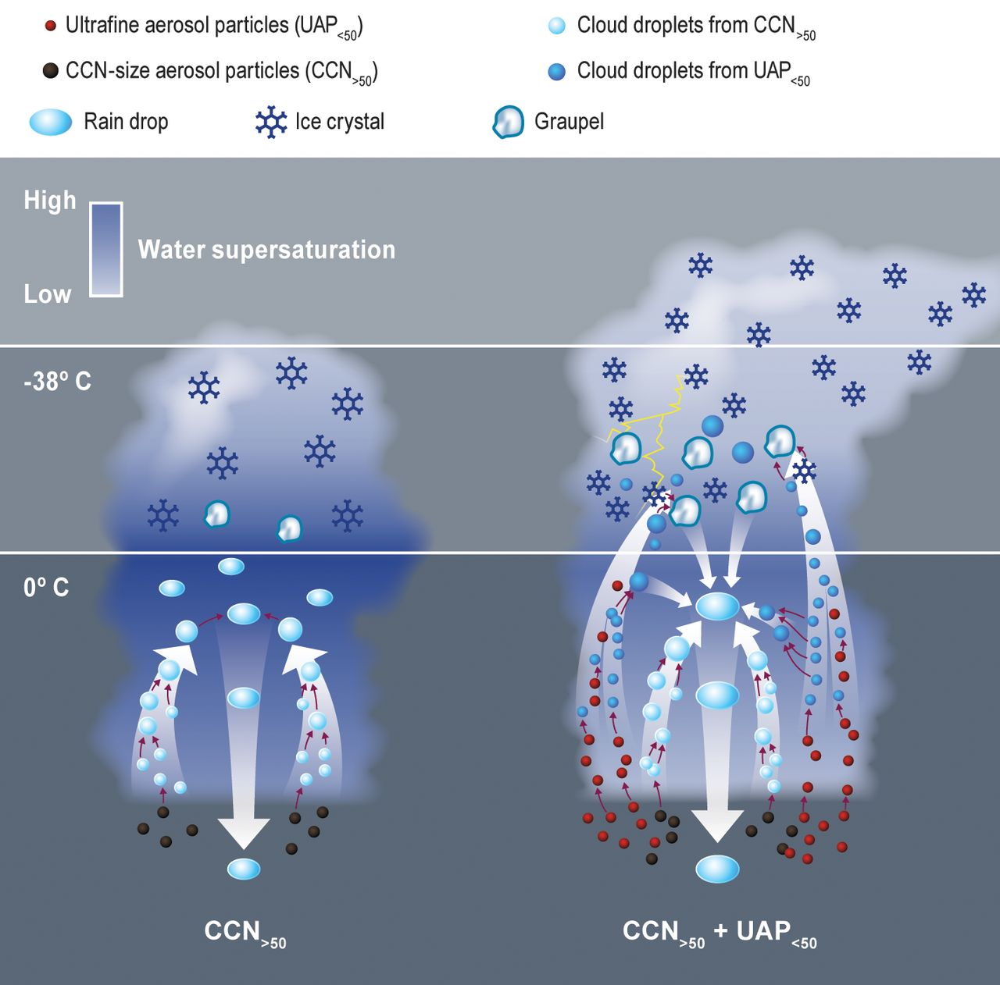 Ultrafine aerosol particles (UAP<50)
Cloud droplets from CCN>50
CCN-size aerosol particles (CCN>50)
Cloud droplets from UAP<50
Rain drop
Ice crystal
Graupel
High
Water supersaturation
Low
-38º C
0º C
CCN>50
CCN>50 + UAP<50